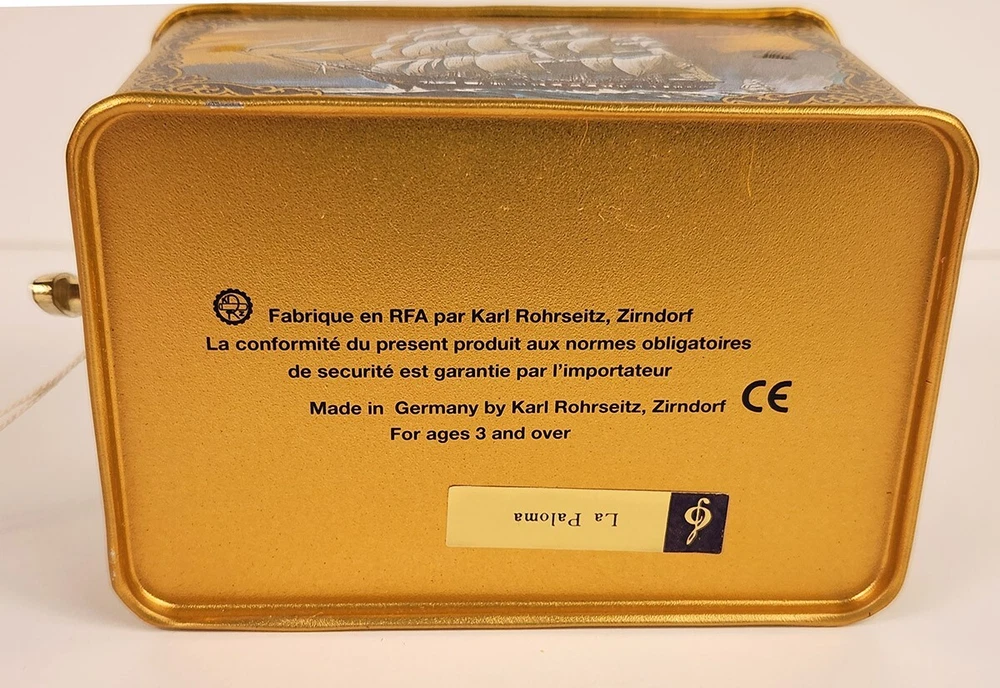 Fabrique en RFA par Karl Rohrseitz, Zirndorf
La conformité du present produit aux normes obligatoires
de securité est garantie par l'importateur
Made in Germany by Karl Rohrseitz, Zirndorf CE
For ages 3 and over
La Paloma